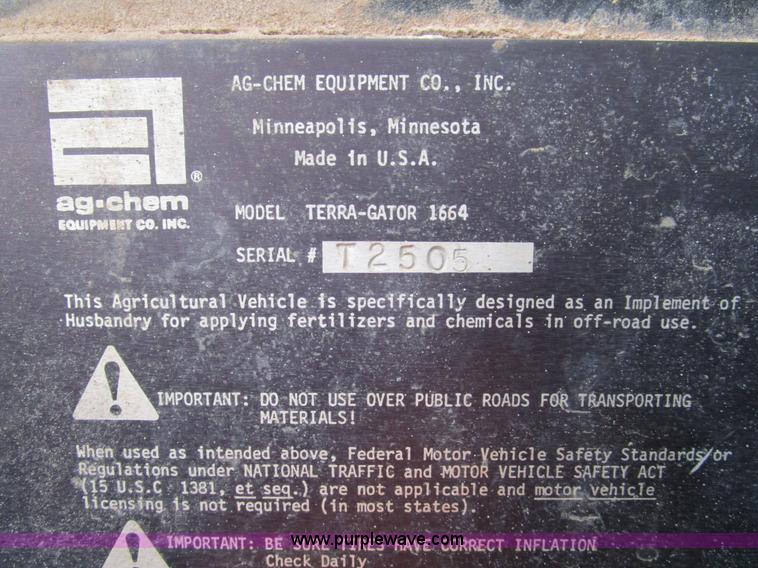 AG-CHEM EQUIPMENT CO., INC.
Minneapolis, Minnesota
Made in U.S.A.
®
ag·chem
EQUIPMENT CO. INC.
MODEL TERRA-GATOR 1664
SERIAL # T2505
This Agricultural Vehicle is specifically designed as an Implement of
Husbandry for applying fertilizers and chemicals in off-road use.
IMPORTANT: DO NOT USE OVER PUBLIC ROADS FOR TRANSPORTING
MATERIALS!
When used as intended above, Federal Motor Vehicle Safety Standards/or
Regulations under NATIONAL TRAFFIC and MOTOR VEHICLE SAFETY ACT
(15 U.S.C 1381, et seq.) are not applicable and motor vehicle
licensing is not required (in most states).
IMPORTANT: BE SURE TIRES HAVE CORRECT INFLATION
www.purplewave.com
Check Daily